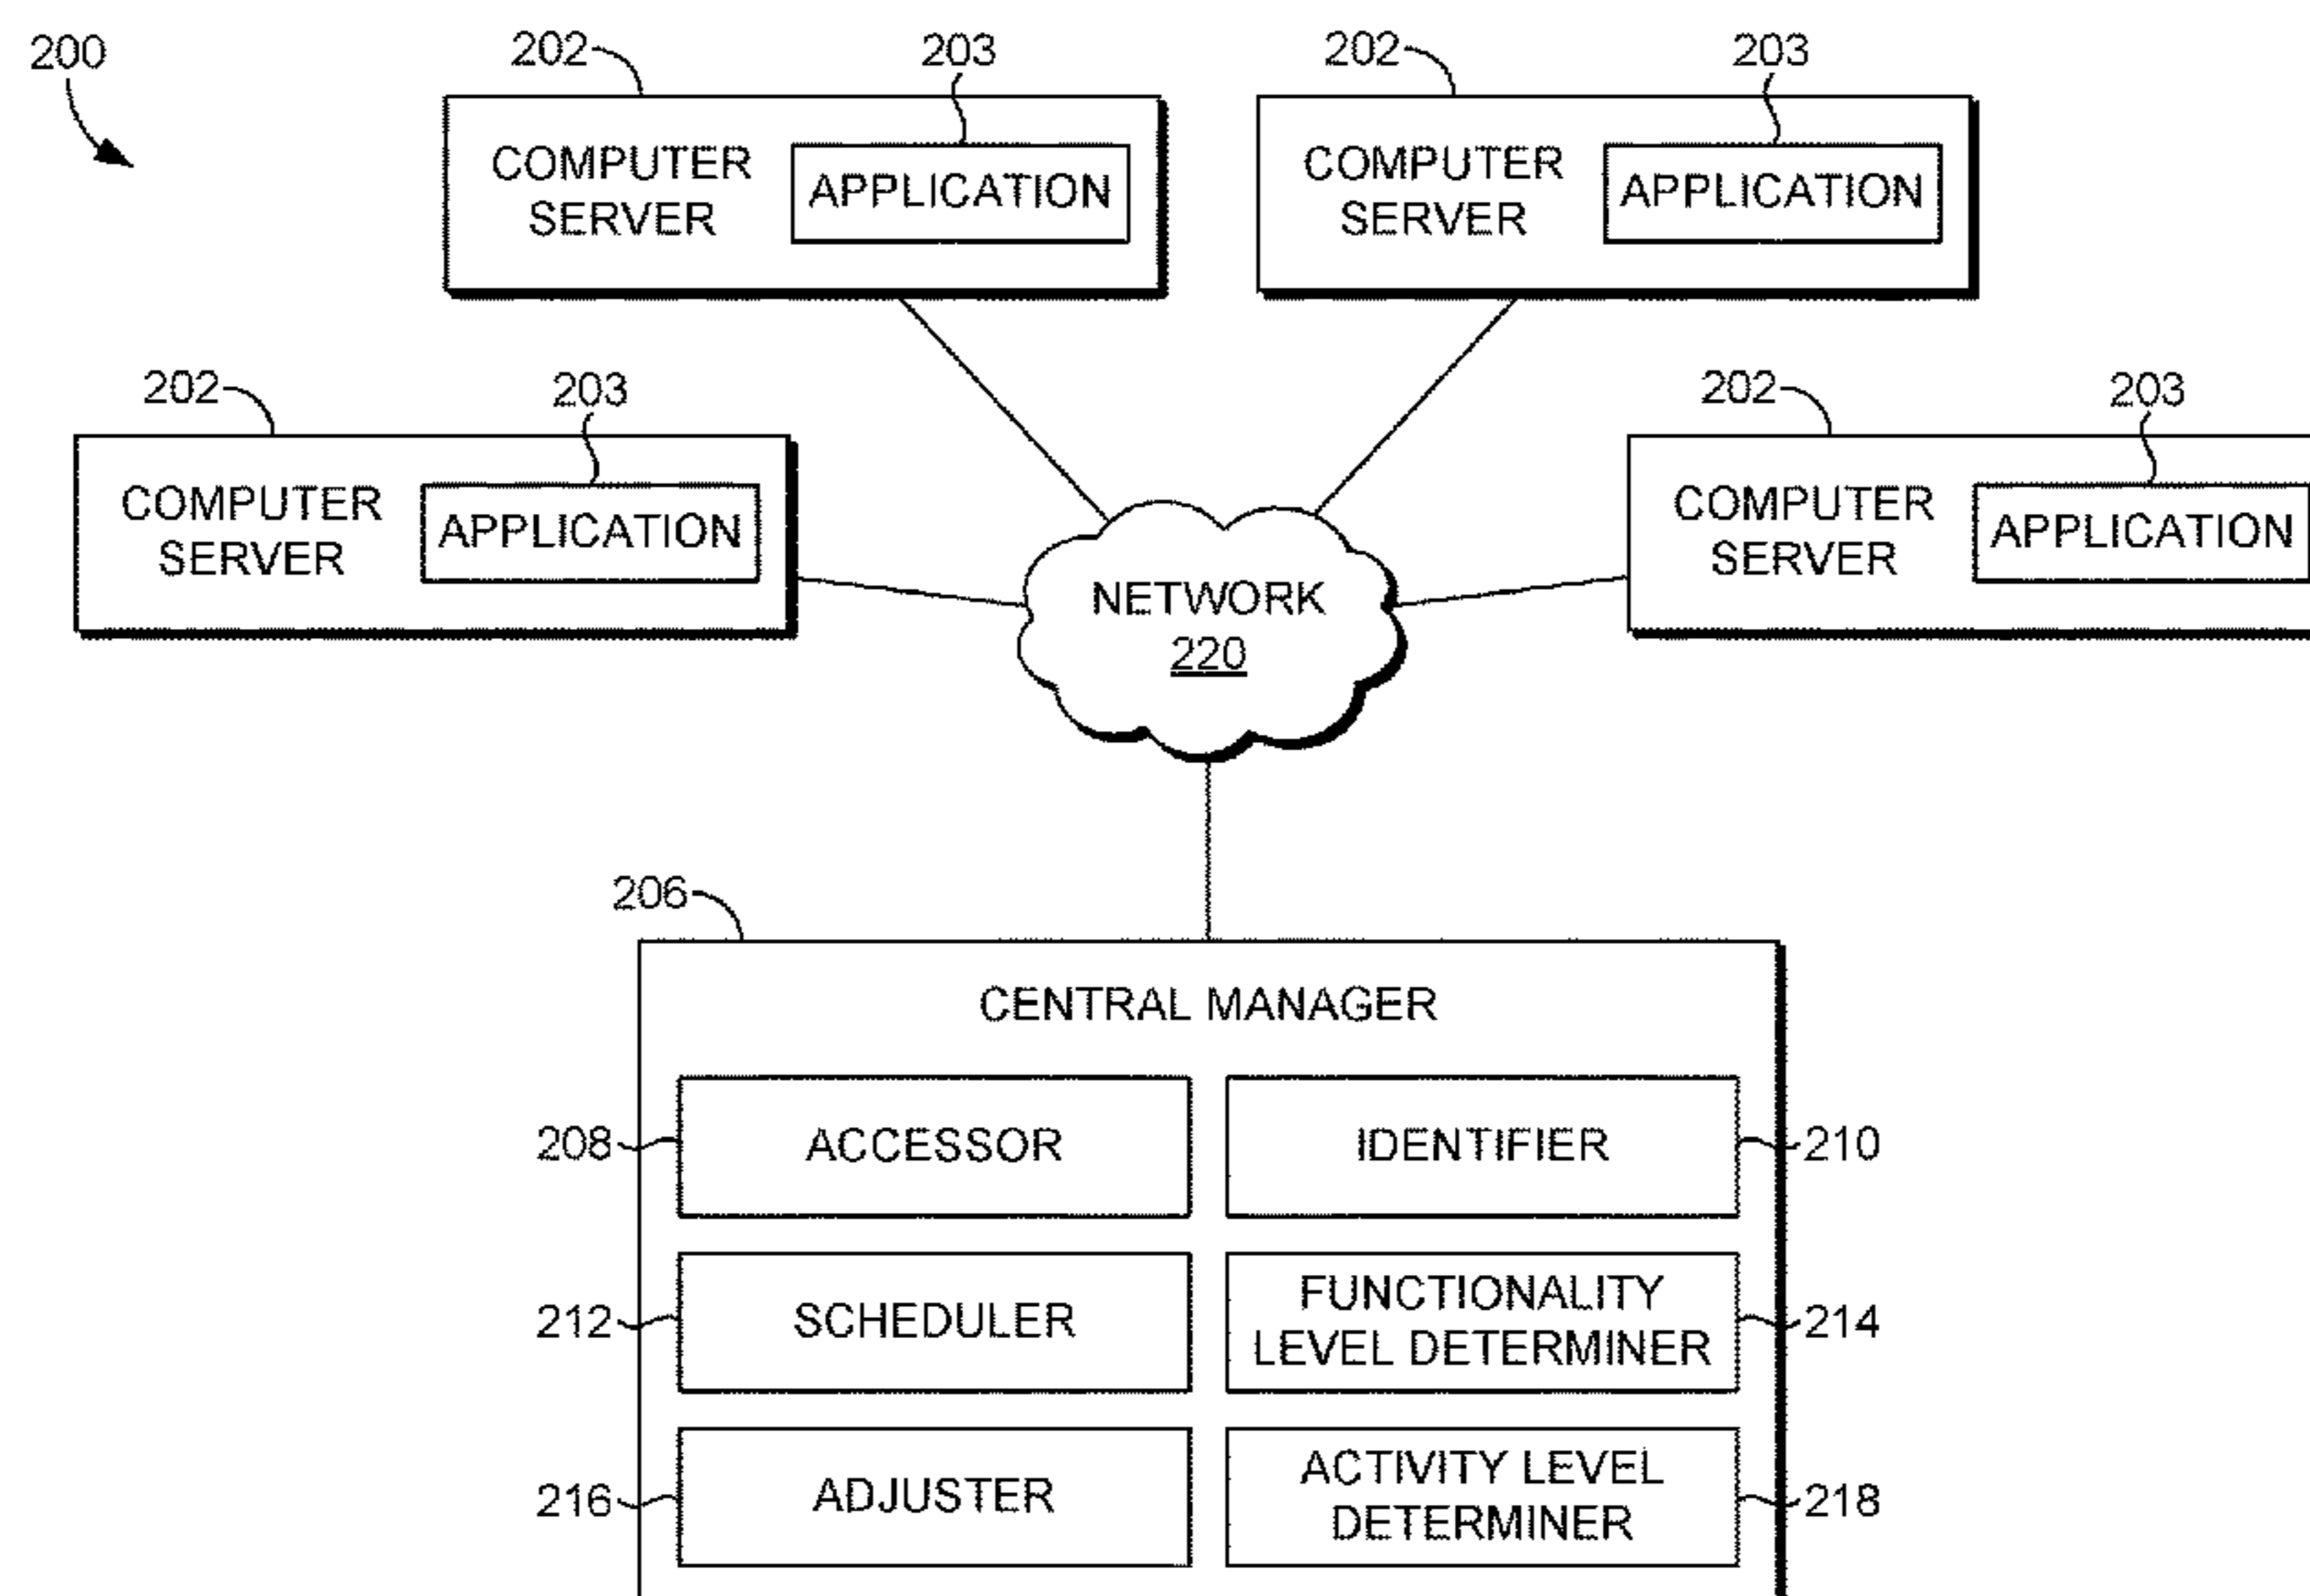 200
202
203
202
203
COMPUTER
SERVER
APPLICATION
COMPUTER
SERVER
APPLICATION
202
203
202
203
COMPUTER
SERVER
APPLICATION
COMPUTER
SERVER
APPLICATION
NETWORK
220
206
CENTRAL MANAGER
208
ACCESSOR
IDENTIFIER
210
212
SCHEDULER
FUNCTIONALITY
LEVEL DETERMINER
214
216
ADJUSTER
ACTIVITY LEVEL
DETERMINER
218